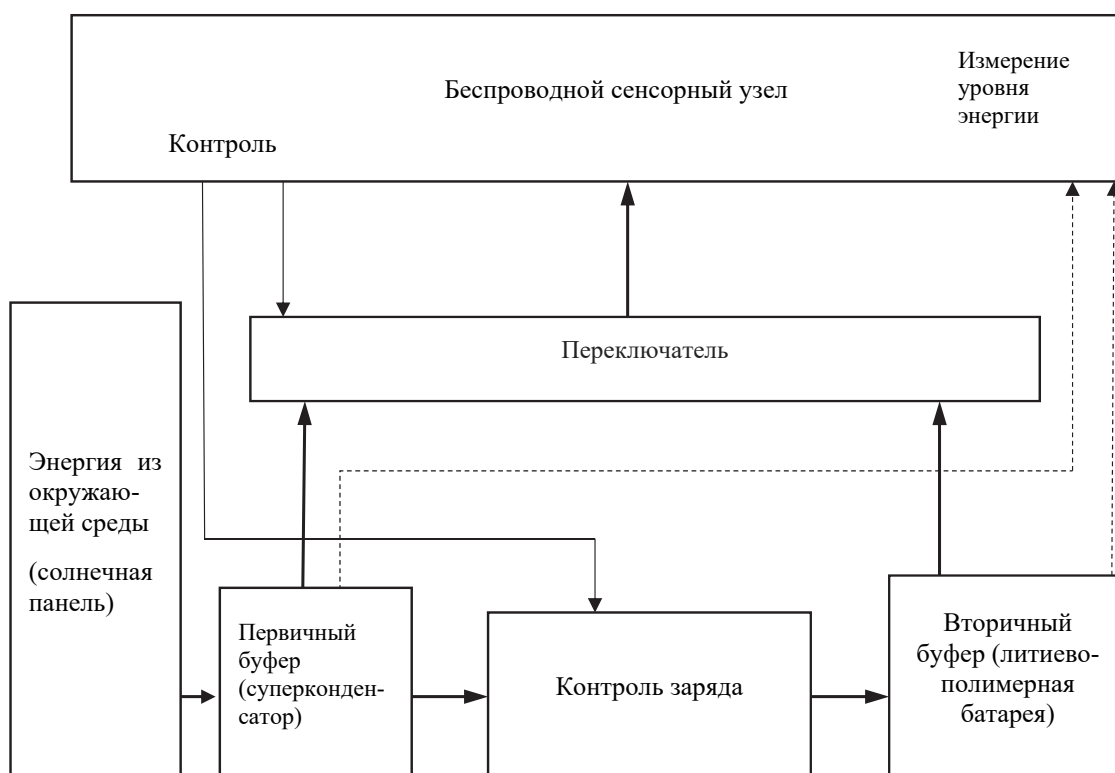 Беспроводной сенсорный узел
Измерение
уровня
энергии
Контроль
Переключатель
Энергия из
окружаю-
щей среды
(солнечная
панель)
Первичный
буфер
(суперконден-
сатор)
Контроль заряда
Вторичный
буфер (литиево-
полимерная
батарея)